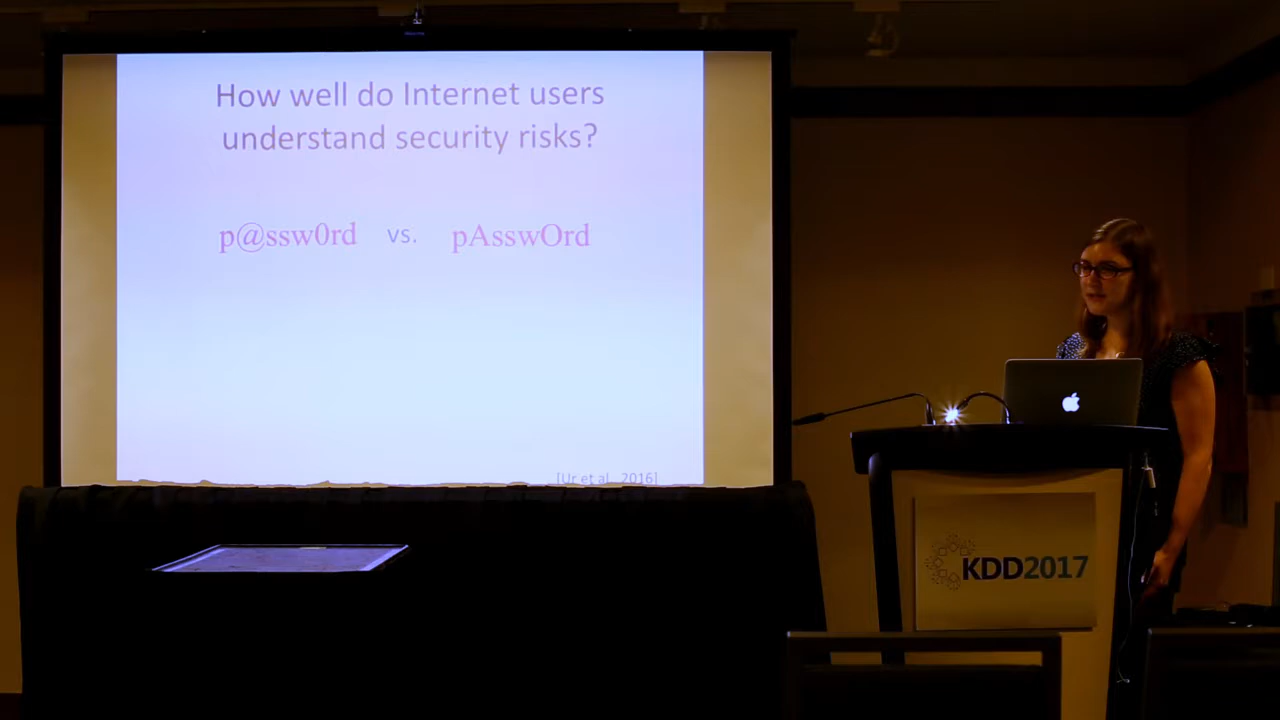 How well do Internet users
understand security risks?
p@ssw0rd vs. pAsswOrd
[Ur et al., 2016]
KDD2017